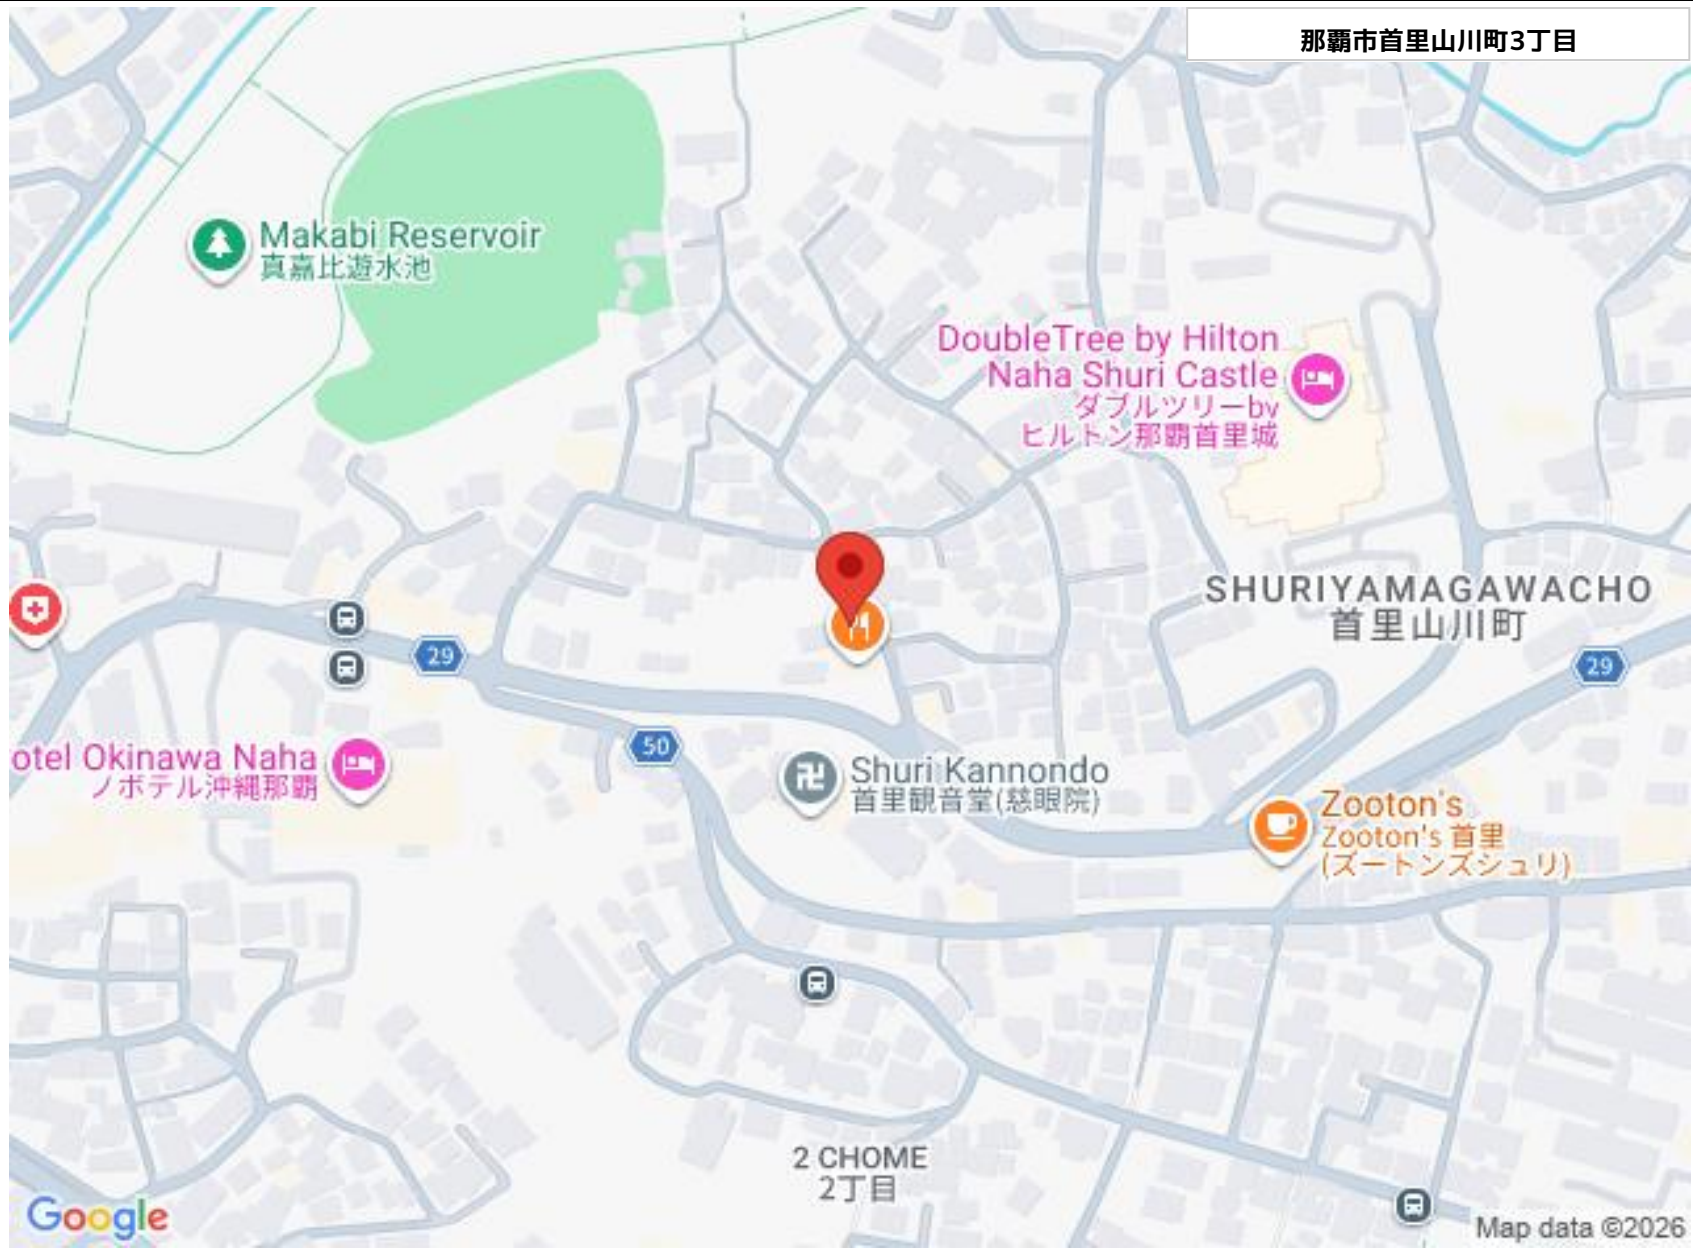 那覇市首里山川町3丁目
Makabi Reservoir
真嘉比遊水池
DoubleTree by Hilton
Naha Shuri Castle
ダブルツリーby
ヒルトン那覇首里城
SHURIYAMAGAWACHO
首里山川町
29
29
50
otel Okinawa Naha
ノボテル沖縄那覇
Shuri Kannondo
首里観音堂(慈眼院)
Zooton's
Zooton's 首里
(ズートンズシュリ)
2 CHOME
2丁目
Google
Map data ©2026